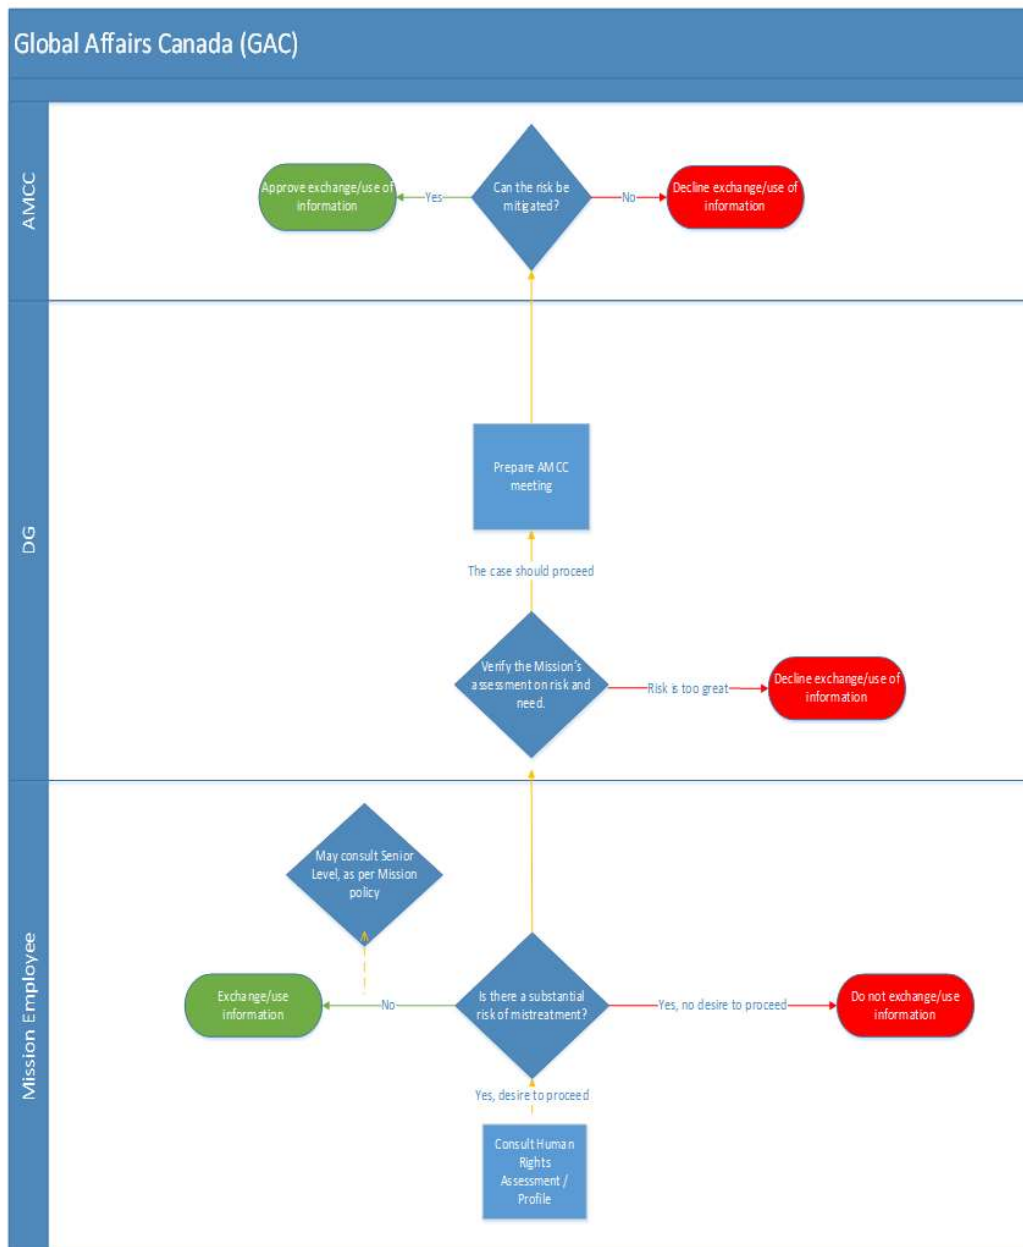 Global Affairs Canada (GAC)
AMCC
Approve exchange/use of
information
Yes
Can the risk be
mitigated?
No
Decline exchange/use of
information
DG
Prepare AMCC
meeting
The case should proceed
Verify the Mission's
assessment on risk and
need.
Risk is too great
Decline exchange/use of
information
Mission Employee
May consult Senior
Level, as per Mission
policy
Exchange/use
information
No
Is there a substantial
risk of mistreatment?
Yes, no desire to proceed
Do not exchange/use
information
Yes, desire to proceed
Consult Human
Rights
Assessment /
Profile